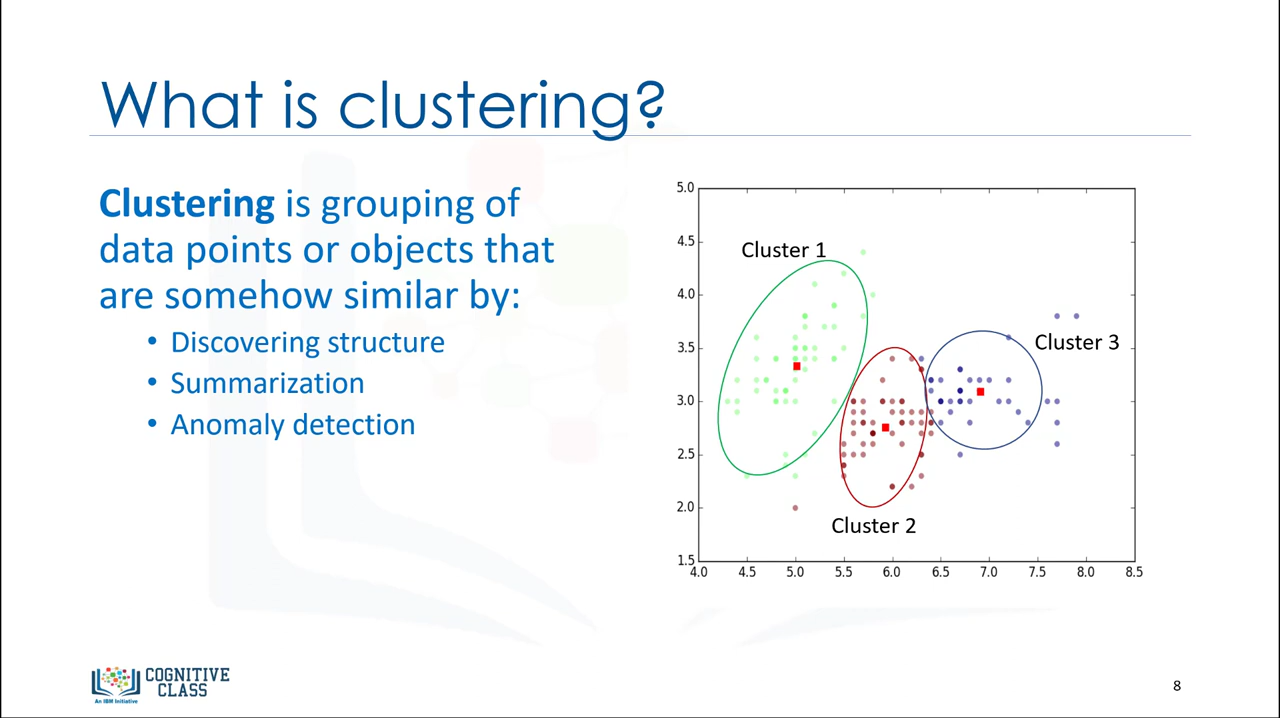 What is clustering?
Clustering is grouping of
data points or objects that
are somehow similar by:
• Discovering structure
• Summarization
• Anomaly detection
5.0
4.5
4.0
3.5
3.0
2.5
2.0
1.5
4.0 4.5 5.0 5.5 6.0 6.5 7.0 7.5 8.0 8.5
Cluster 1
Cluster 3
Cluster 2
COGNITIVE
CLASS
An IBM Initiative
8